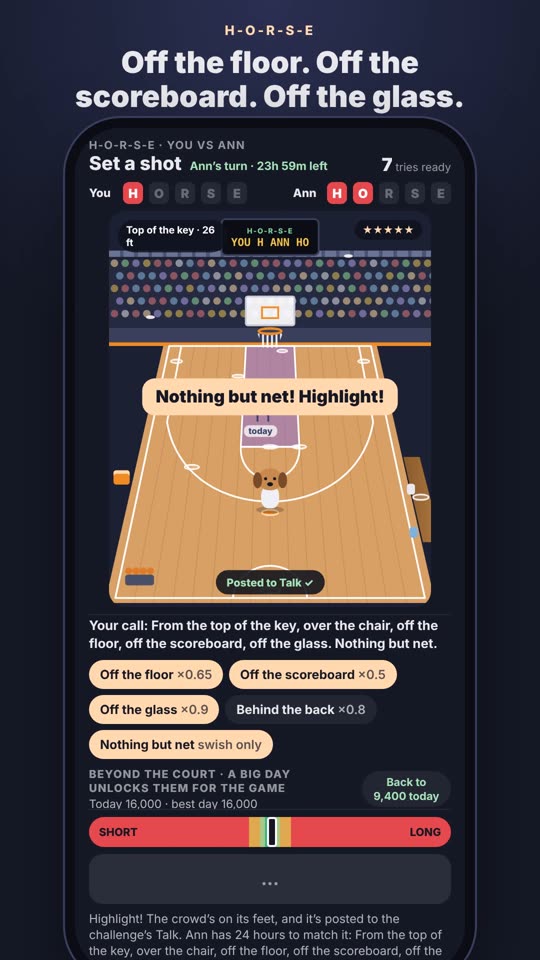 H-O-R-S-E
Off the floor. Off the
scoreboard. Off the glass.
H-O-R-S-E · YOU VS ANN
Set a shot Ann's turn · 23h 59m left 7 tries ready
You H O R S E Ann H O R S E
Top of the key · 26
ft
H-O-R-S-E
YOU H ANN HO
★★★★★
Nothing but net! Highlight!
today
Posted to Talk ✓
Your call: From the top of the key, over the chair, off the
floor, off the scoreboard, off the glass. Nothing but net.
Off the floor ×0.65 Off the scoreboard ×0.5
Off the glass ×0.9 Behind the back ×0.8
Nothing but net swish only
BEYOND THE COURT · A BIG DAY
UNLOCKS THEM FOR THE GAME
Today 16,000 · best day 16,000
Back to
9,400 today
SHORT LONG
...
Highlight! The crowd's on its feet, and it's posted to the
challenge's Talk. Ann has 24 hours to match it: From the top of
the key, over the chair, off the floor, off the scoreboard, off the